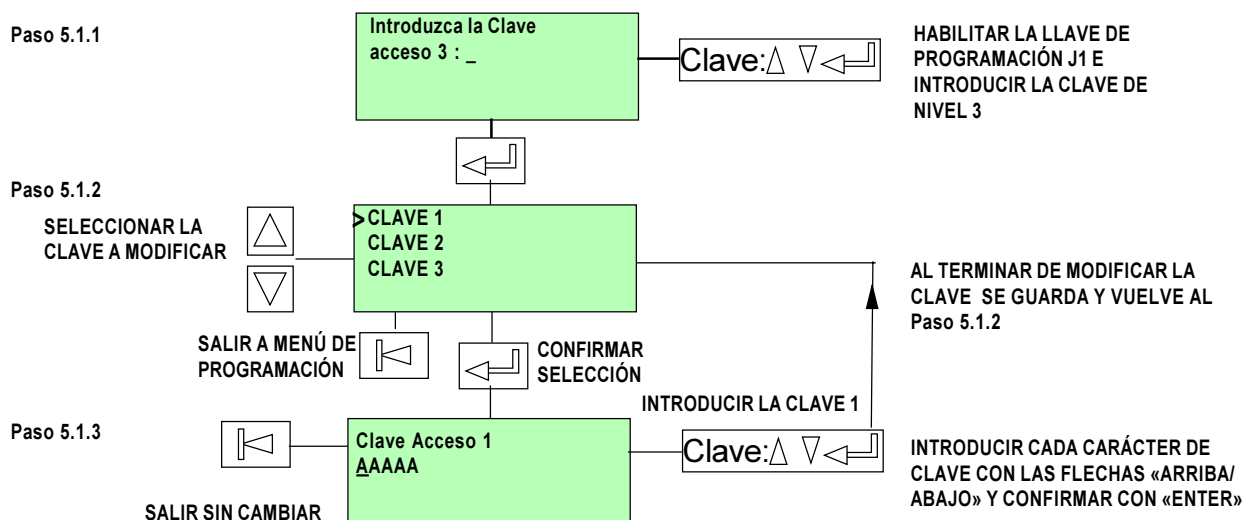 Paso 5.1.1
Introduzca la Clave
acceso 3 : _
Clave:
HABILITAR LA LLAVE DE
PROGRAMACIÓN J1 E
INTRODUCIR LA CLAVE DE
NIVEL 3
Paso 5.1.2
SELECCIONAR LA
CLAVE A MODIFICAR
>CLAVE 1
CLAVE 2
CLAVE 3
AL TERMINAR DE MODIFICAR LA
CLAVE SE GUARDA Y VUELVE AL
Paso 5.1.2
SALIR A MENÚ DE
PROGRAMACIÓN
CONFIRMAR
SELECCIÓN
INTRODUCIR LA CLAVE 1
Paso 5.1.3
Clave Acceso 1
AAAAA
Clave:
INTRODUCIR CADA CARÁCTER DE
CLAVE CON LAS FLECHAS «ARRIBA/
ABAJO» Y CONFIRMAR CON «ENTER»
SALIR SIN CAMBIAR